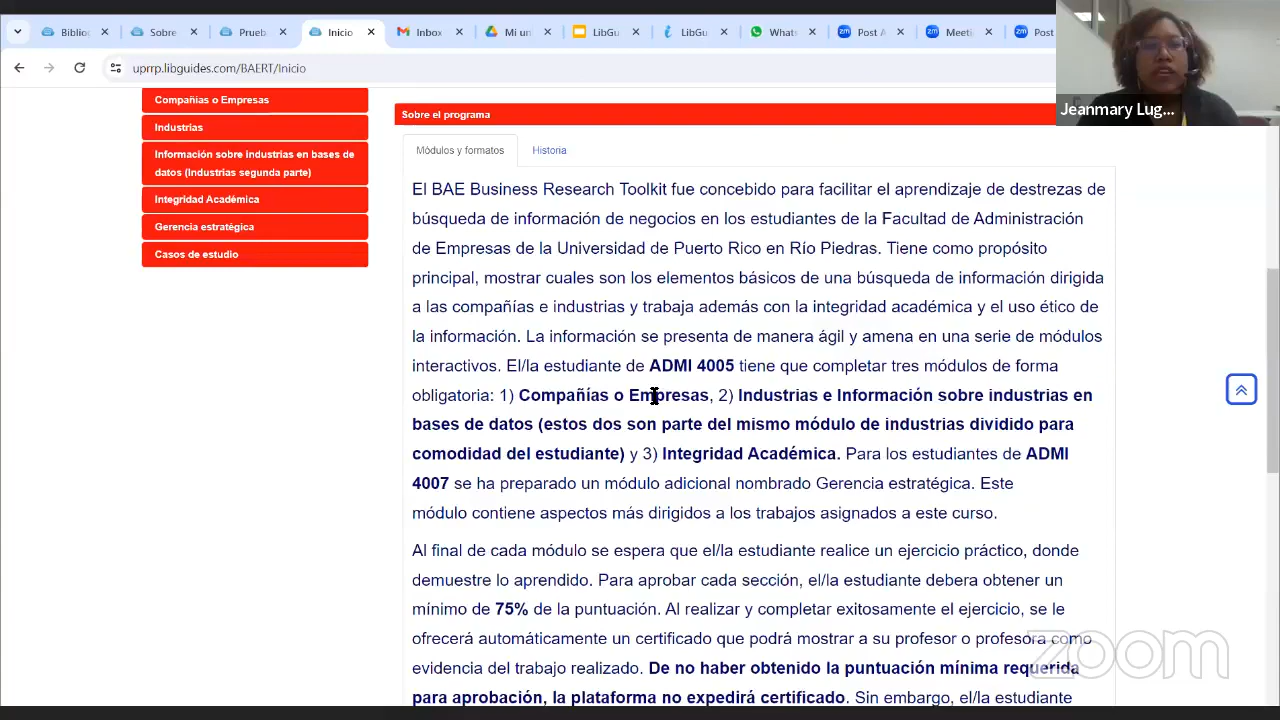 Bibliot
Sobre
Prueb
Inicio
Inbox
Mi un
LibGu
LibGu
What
Post A
Meeti
Post
uprrp.libguides.com/BAERT/Inicio
Jeanmary Lug...
Compañías o Empresas
Industrias
Información sobre industrias en bases de
datos (Industrias segunda parte)
Integridad Académica
Gerencia estratégica
Casos de estudio
Sobre el programa
Módulos y formatos
Historia
El BAE Business Research Toolkit fue concebido para facilitar el aprendizaje de destrezas de
búsqueda de información de negocios en los estudiantes de la Facultad de Administración
de Empresas de la Universidad de Puerto Rico en Río Piedras. Tiene como propósito
principal, mostrar cuales son los elementos básicos de una búsqueda de información dirigida
a las compañías e industrias y trabaja además con la integridad académica y el uso ético de
la información. La información se presenta de manera ágil y amena en una serie de módulos
interactivos. El/la estudiante de ADMI 4005 tiene que completar tres módulos de forma
obligatoria: 1) Compañías o Empresas, 2) Industrias e Información sobre industrias en
bases de datos (estos dos son parte del mismo módulo de industrias dividido para
comodidad del estudiante) y 3) Integridad Académica. Para los estudiantes de ADMI
4007 se ha preparado un módulo adicional nombrado Gerencia estratégica. Este
módulo contiene aspectos más dirigidos a los trabajos asignados a este curso.
Al final de cada módulo se espera que el/la estudiante realice un ejercicio práctico, donde
demuestre lo aprendido. Para aprobar cada sección, el/la estudiante debera obtener un
mínimo de 75% de la puntuación. Al realizar y completar exitosamente el ejercicio, se le
ofrecerá automáticamente un certificado que podrá mostrar a su profesor o profesora como
evidencia del trabajo realizado. De no haber obtenido la puntuación mínima requerida
para aprobación, la plataforma no expedirá certificado. Sin embargo, el/la estudiante
zoom